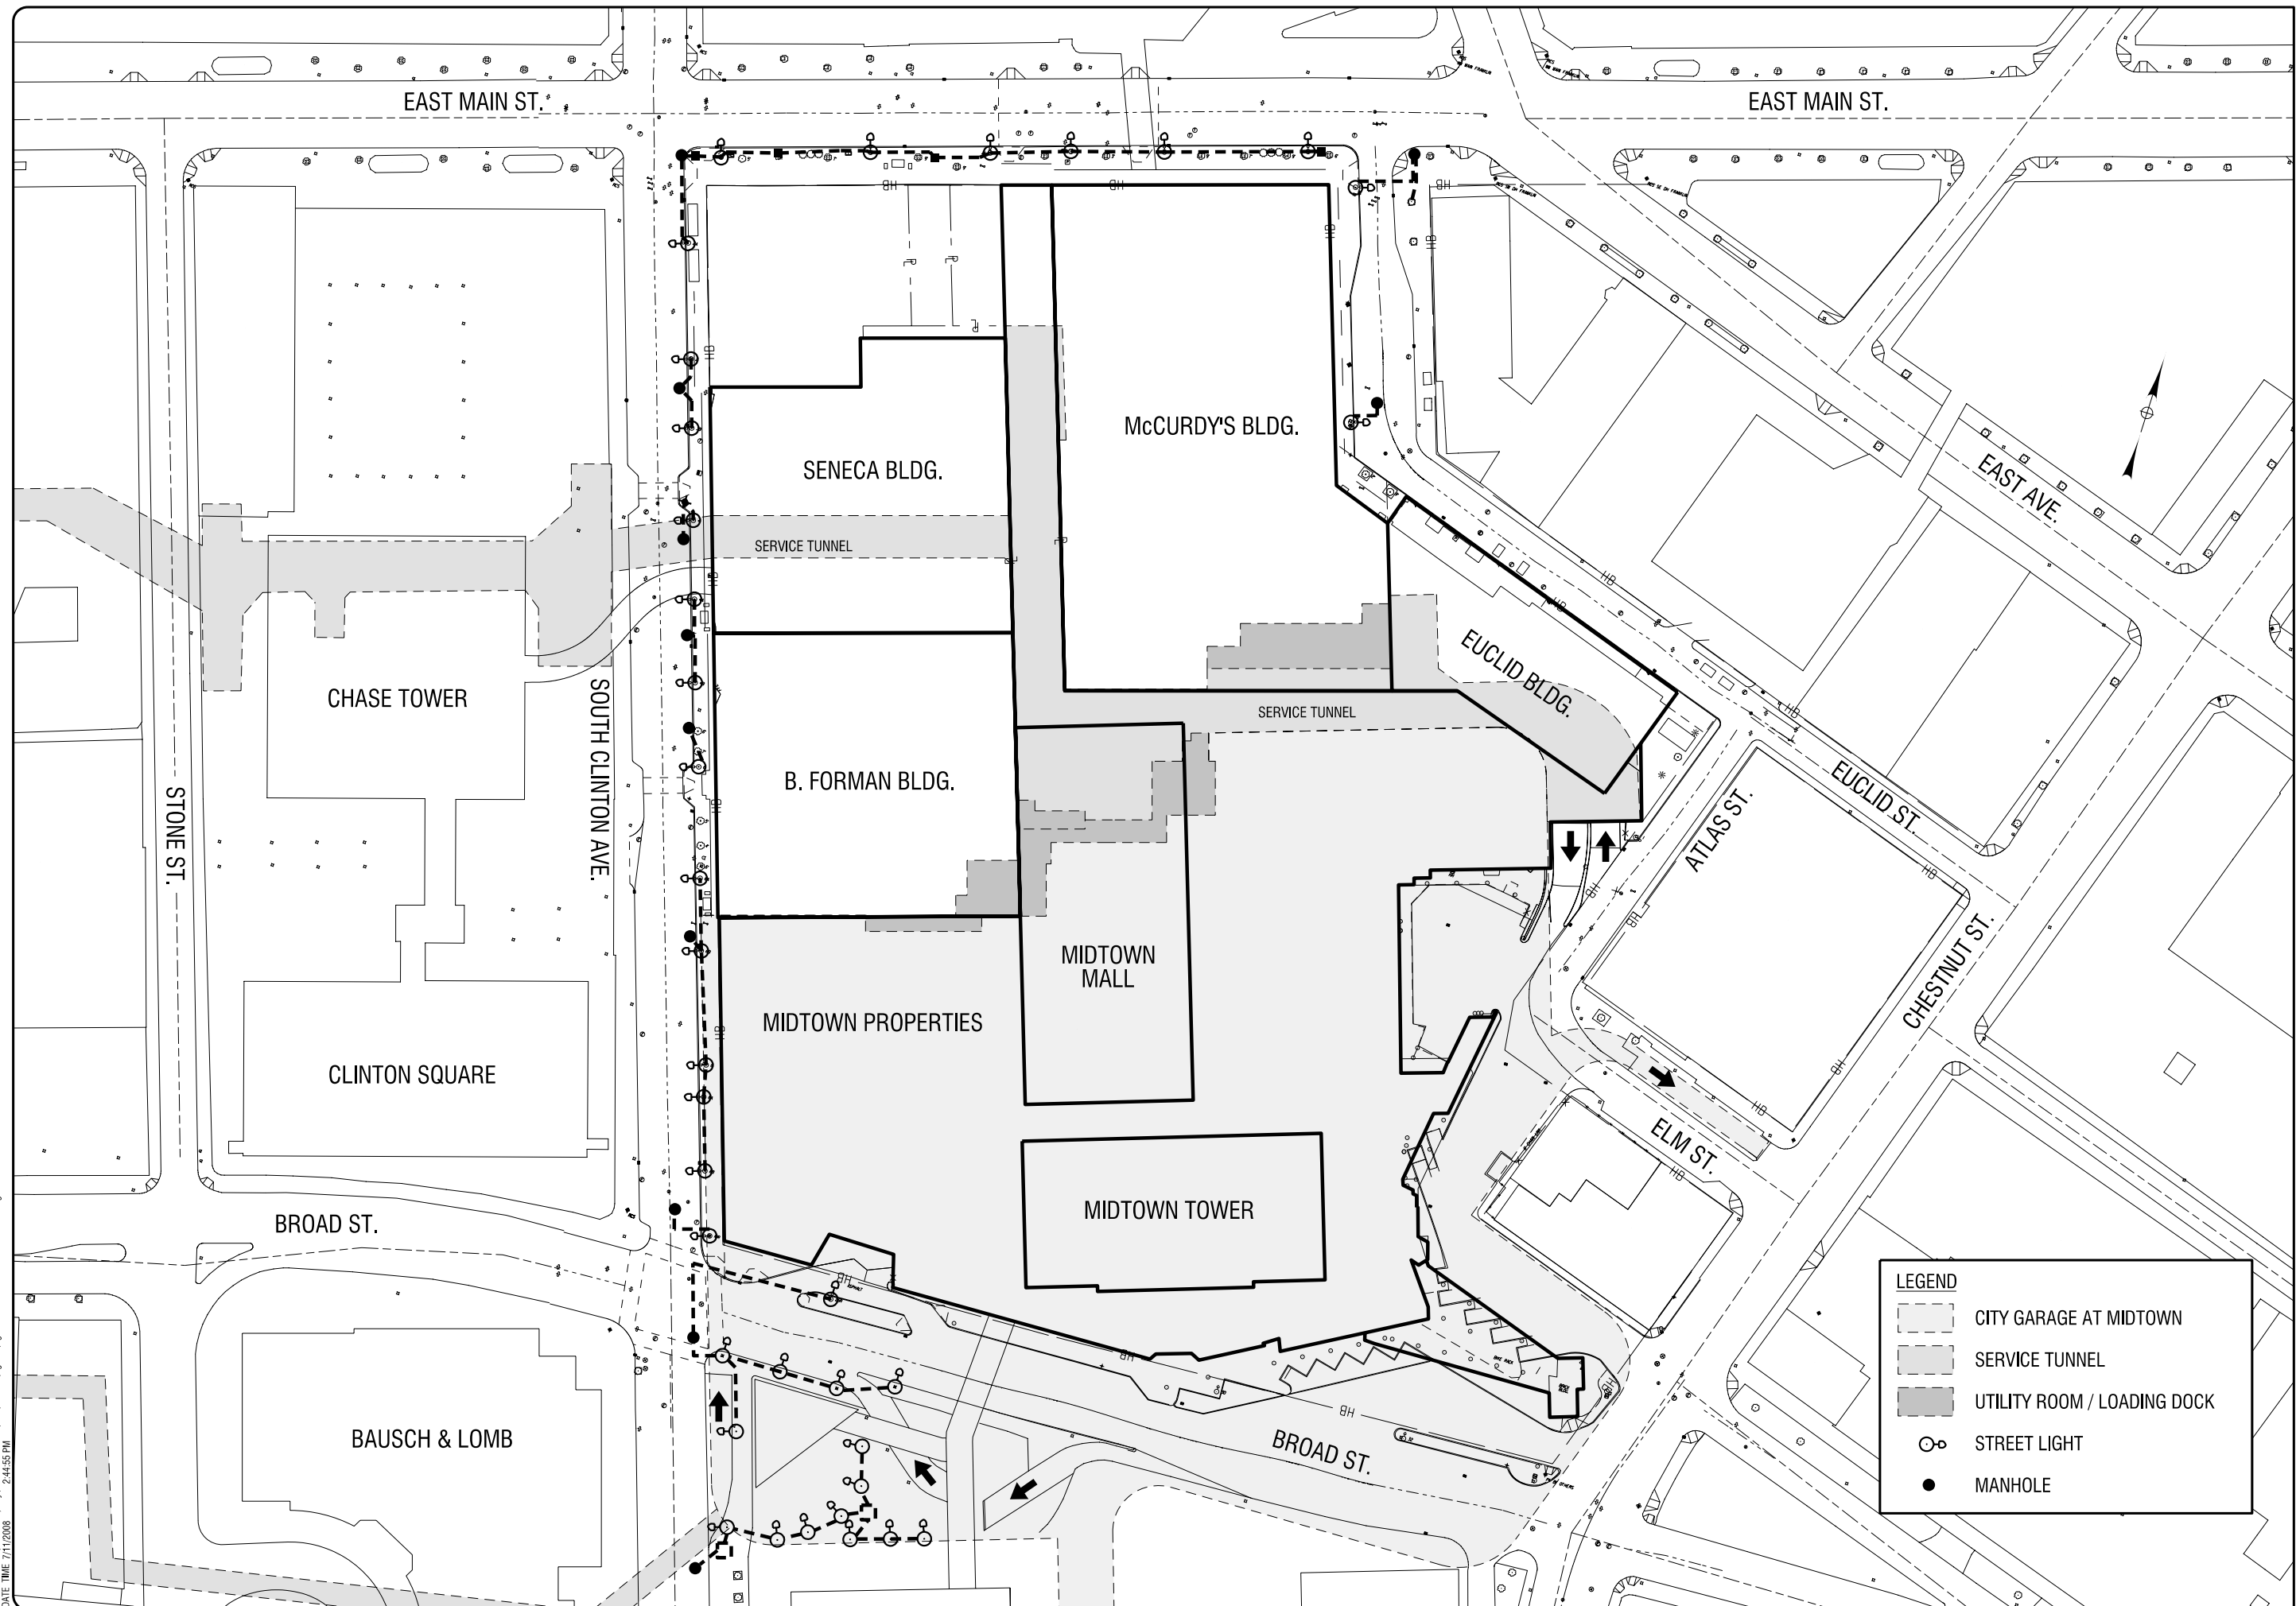 EAST MAIN ST.
EAST MAIN ST.
McCURDY'S BLDG.
SENECA BLDG.
EAST AVE.
SERVICE TUNNEL
EUCLID BLDG.
CHASE TOWER
SOUTH CLINTON AVE.
SERVICE TUNNEL
B. FORMAN BLDG.
STONE ST.
EUCLID ST.
ATLAS ST.
MIDTOWN
MALL
CHESTNUT ST.
MIDTOWN PROPERTIES
CLINTON SQUARE
ELM ST.
BROAD ST.
MIDTOWN TOWER
BAUSCH & LOMB
BROAD ST.
LEGEND
CITY GARAGE AT MIDTOWN
SERVICE TUNNEL
UTILITY ROOM / LOADING DOCK
STREET LIGHT
MANHOLE
DATE TIME 7/11/2008 2:44:55 PM